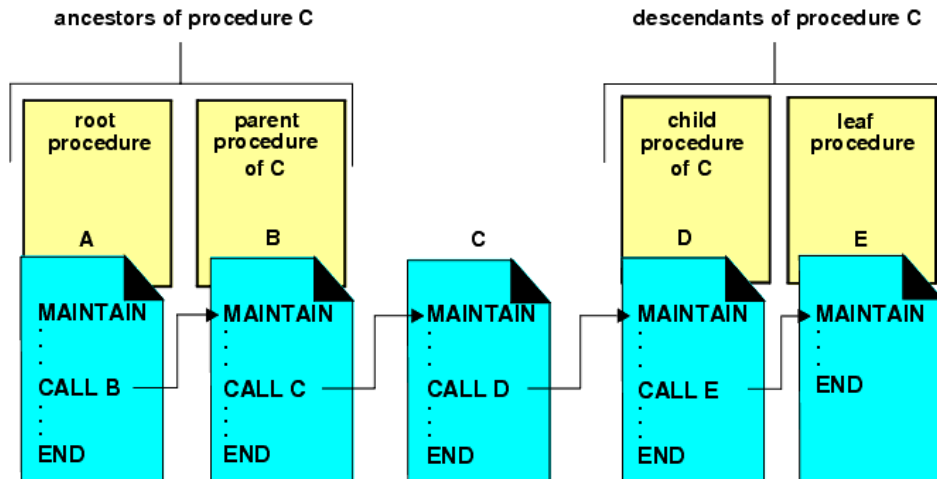 ancestors of procedure C
descendants of procedure C
root
procedure
parent
procedure
of C
child
procedure
of C
leaf
procedure
A
B
C
D
E
MAINTAIN
.
.
.
CALL B
.
.
.
END
MAINTAIN
.
.
.
CALL C
.
.
.
END
MAINTAIN
.
.
.
CALL D
.
.
.
END
MAINTAIN
.
.
.
CALL E
.
.
.
END
MAINTAIN
.
.
.
END